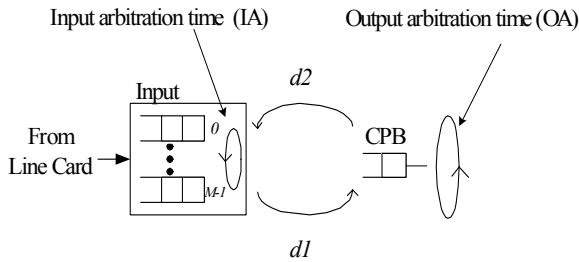 Input arbitration time (IA)
Output arbitration time (OA)
d2
Input
0
CPB
From
Line Card
M-1
d1